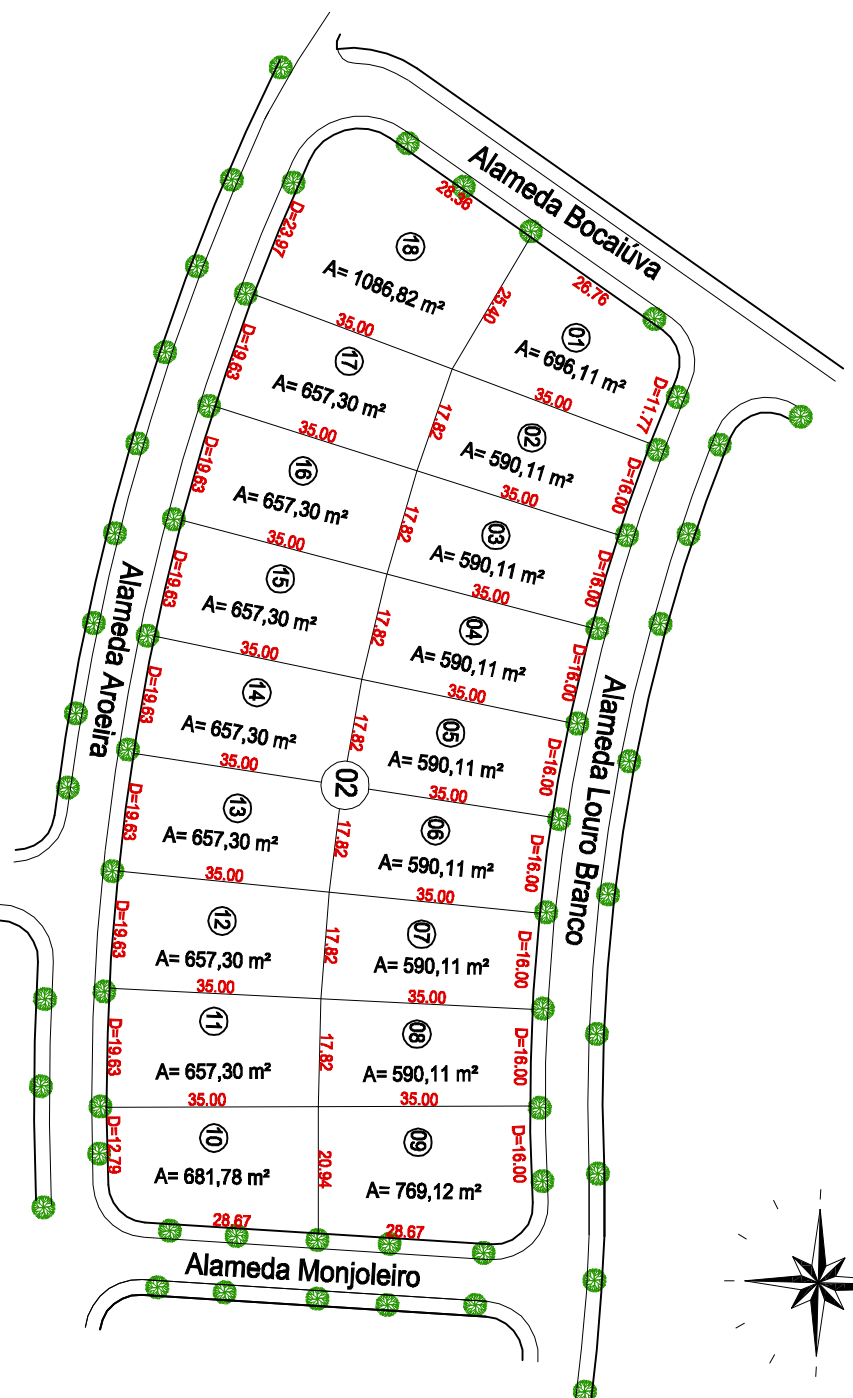 Alameda Bocaiúva
28.36
26.76
D=23.97
18
A= 1086,82 m²
25.40
35.00
01
A= 696,11 m²
D=11.77
35.00
D=19.63
17
A= 657,30 m²
35.00
17.82
02
A= 590,11 m²
D=16.00
35.00
D=19.63
16
A= 657,30 m²
35.00
17.82
03
A= 590,11 m²
D=16.00
35.00
D=19.63
15
A= 657,30 m²
35.00
17.82
04
A= 590,11 m²
D=16.00
35.00
D=19.63
14
A= 657,30 m²
35.00
17.82
05
A= 590,11 m²
D=16.00
35.00
02
D=19.63
13
A= 657,30 m²
35.00
17.82
06
A= 590,11 m²
D=16.00
35.00
D=19.63
12
A= 657,30 m²
35.00
17.82
07
A= 590,11 m²
D=16.00
35.00
D=19.63
11
A= 657,30 m²
35.00
17.82
08
A= 590,11 m²
D=16.00
35.00
D=12.79
10
A= 681,78 m²
28.67
20.94
09
A= 769,12 m²
D=16.00
28.67
Alameda Aroeira
Alameda Louro Branco
Alameda Monjoleiro